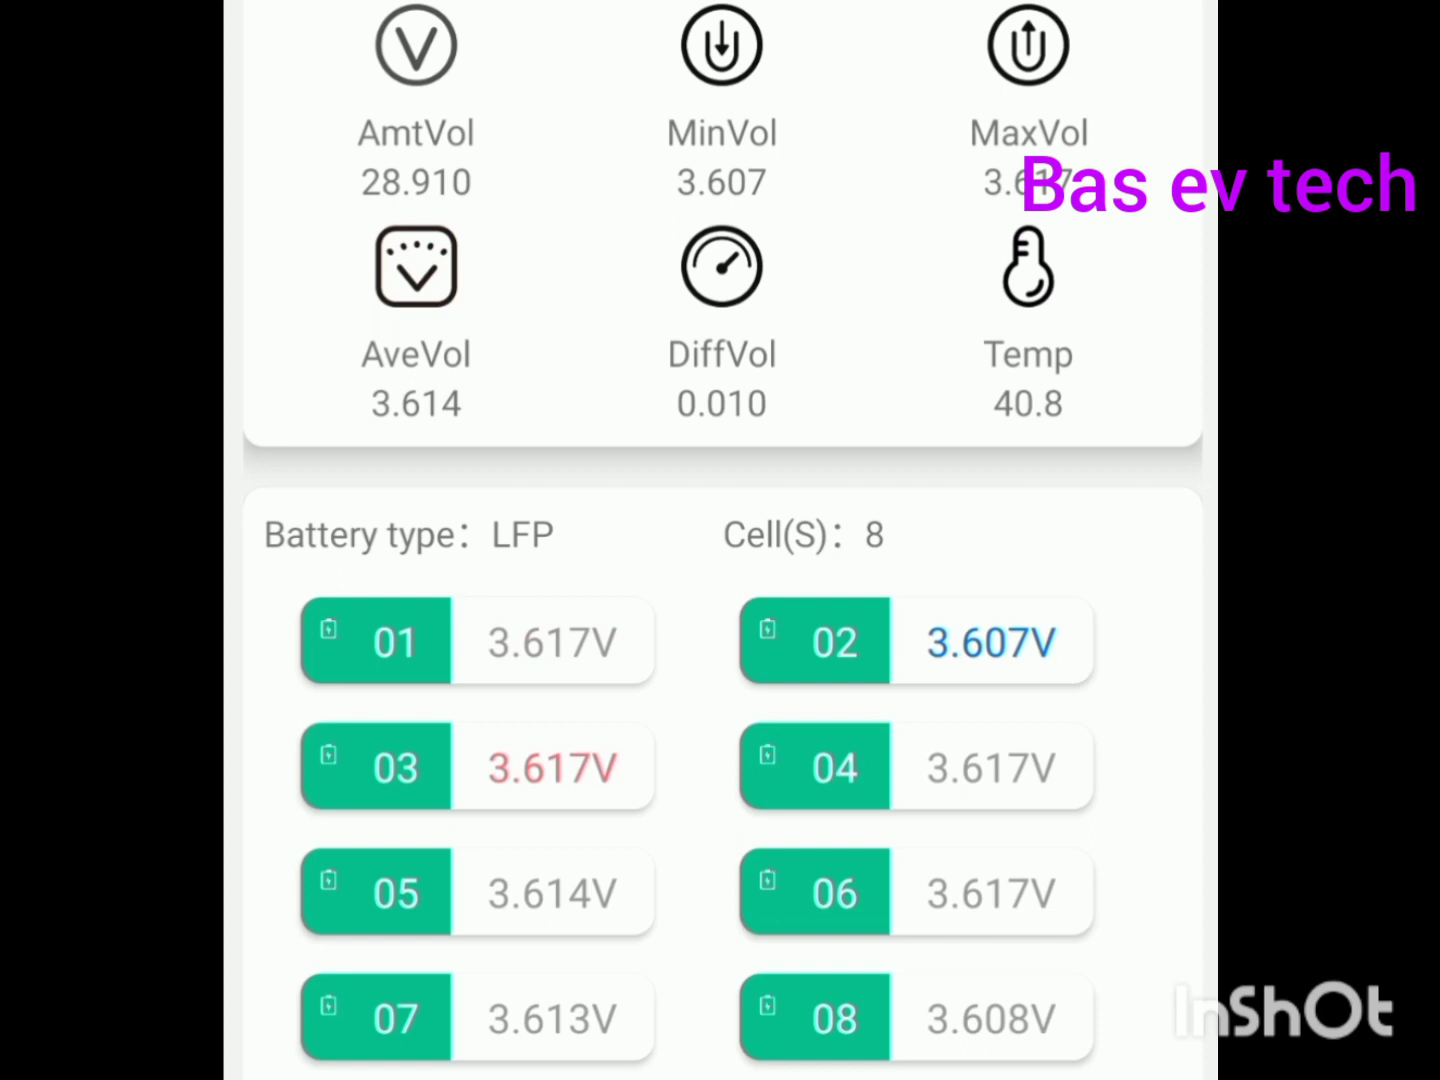 AmtVol MinVol MaxVol
28.910 3.607 3.617
Bas ev tech
AveVol DiffVol Temp
3.614 0.010 40.8
Battery type: LFP Cell(S): 8
01 3.617V 02 3.607V
03 3.617V 04 3.617V
05 3.614V 06 3.617V
07 3.613V 08 3.608V
InShOt